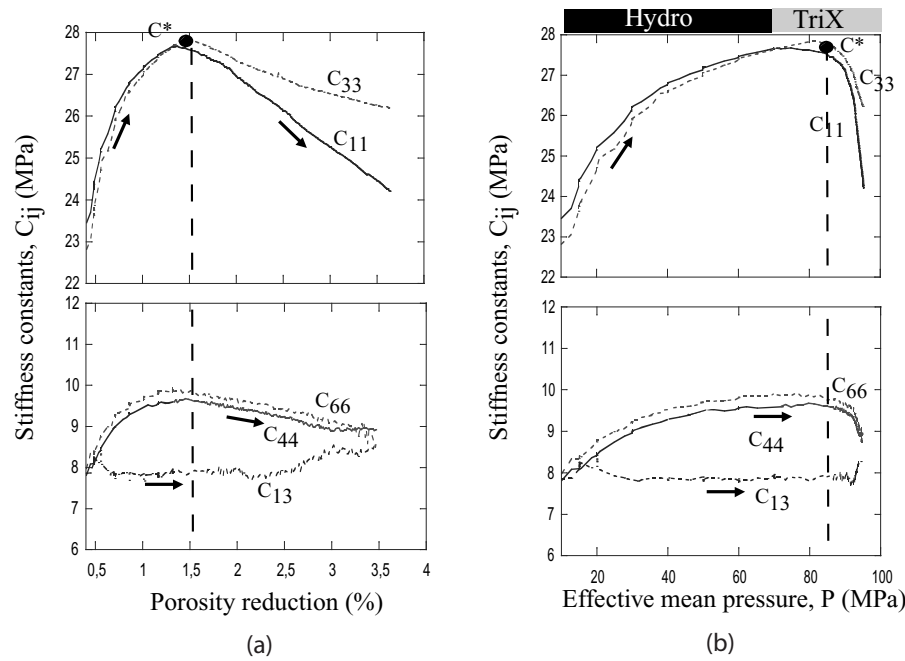 Hydro
TriX
C*
C33
C11
Stiffness constants, Cij (MPa)
28
27
26
25
24
23
22
12
11
10
9
8
7
6
C66
C44
C13
0,5
1
1.5
2
2,5
3
3,5
4
Porosity reduction (%)
(a)
C*
C33
C11
Stiffness constants, Cij (MPa)
28
27
26
25
24
23
22
12
11
10
9
8
7
6
C66
C44
C13
20
40
60
80
100
Effective mean pressure, P (MPa)
(b)